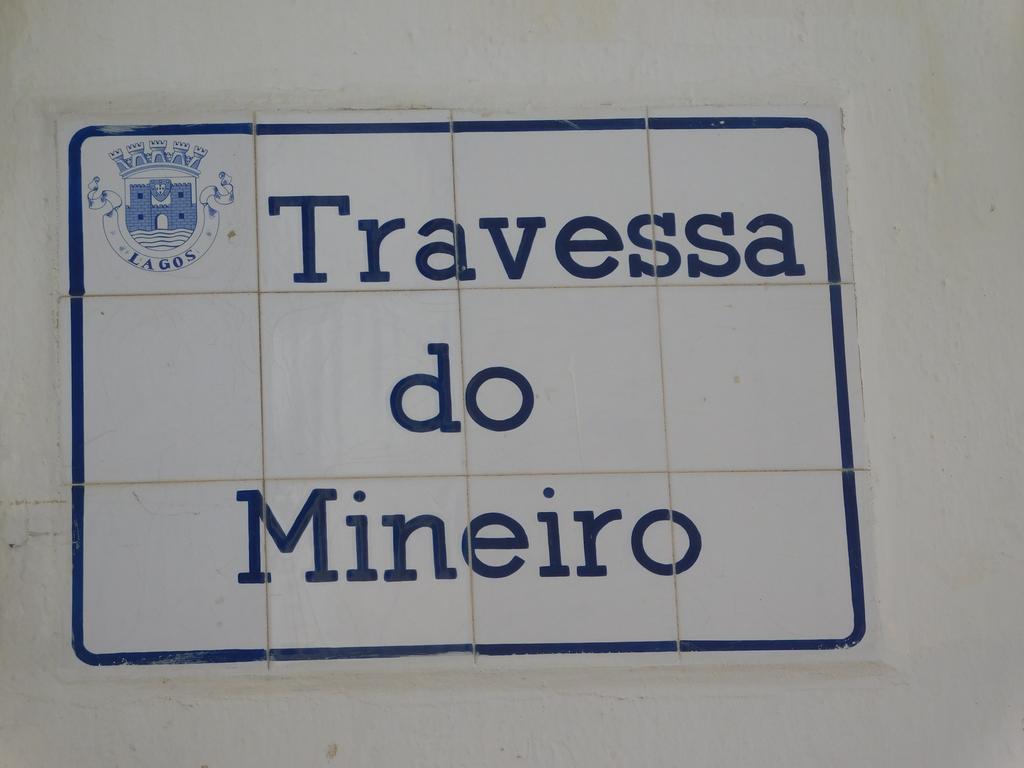 LAGOS
Travessa
do
Mineiro